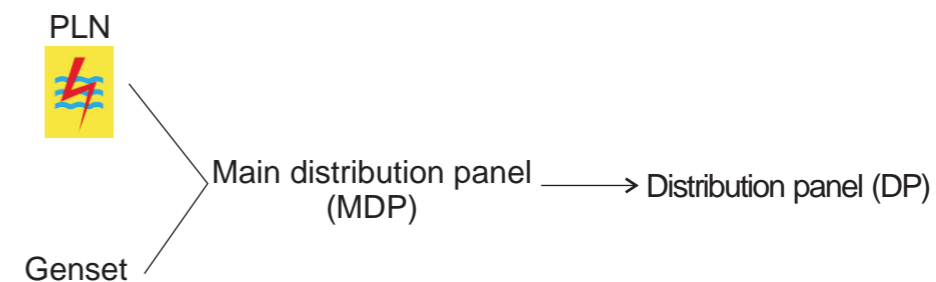 PLN
Main distribution panel
(MDP)
Distribution panel (DP)
Genset